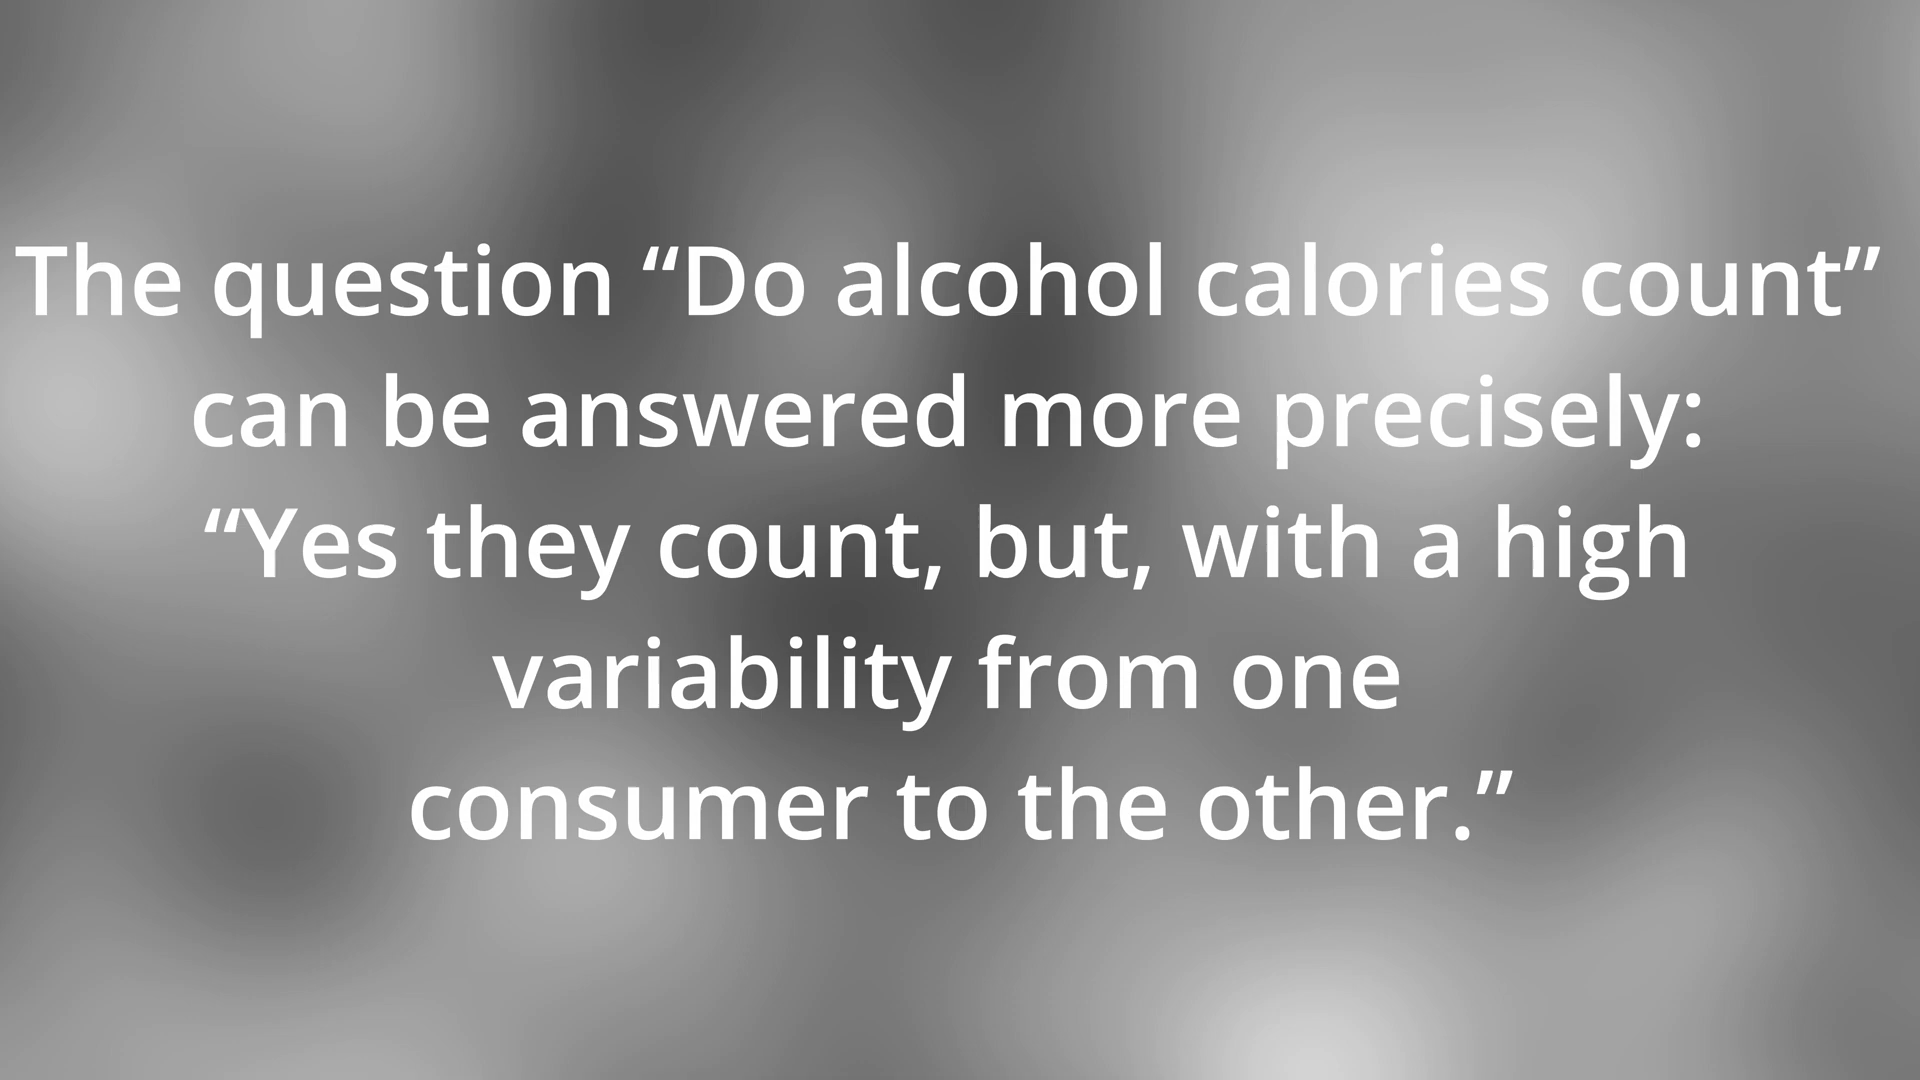 The question “Do alcohol calories count”
can be answered more precisely:
“Yes they count, but, with a high
variability from one
consumer to the other.”